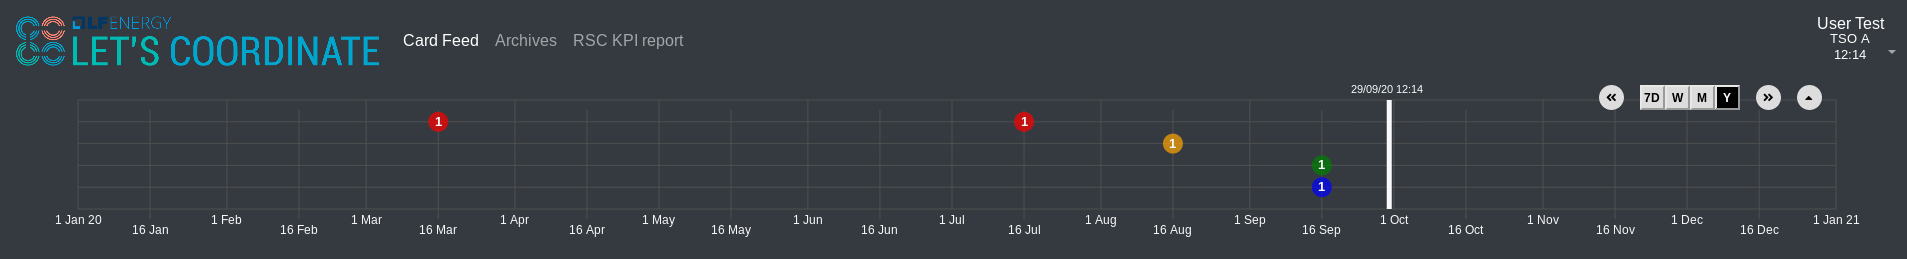 LF ENERGY
LET'S COORDINATE
Card Feed Archives RSC KPI report
User Test
TSO A
12:14
29/09/20 12:14
7D W M Y
1 1
1
1
1
1 Jan 20 1 Feb 1 Mar 1 Apr 1 May 1 Jun 1 Jul 1 Aug 1 Sep 1 Oct 1 Nov 1 Dec 1 Jan 21
16 Jan 16 Feb 16 Mar 16 Apr 16 May 16 Jun 16 Jul 16 Aug 16 Sep 16 Oct 16 Nov 16 Dec